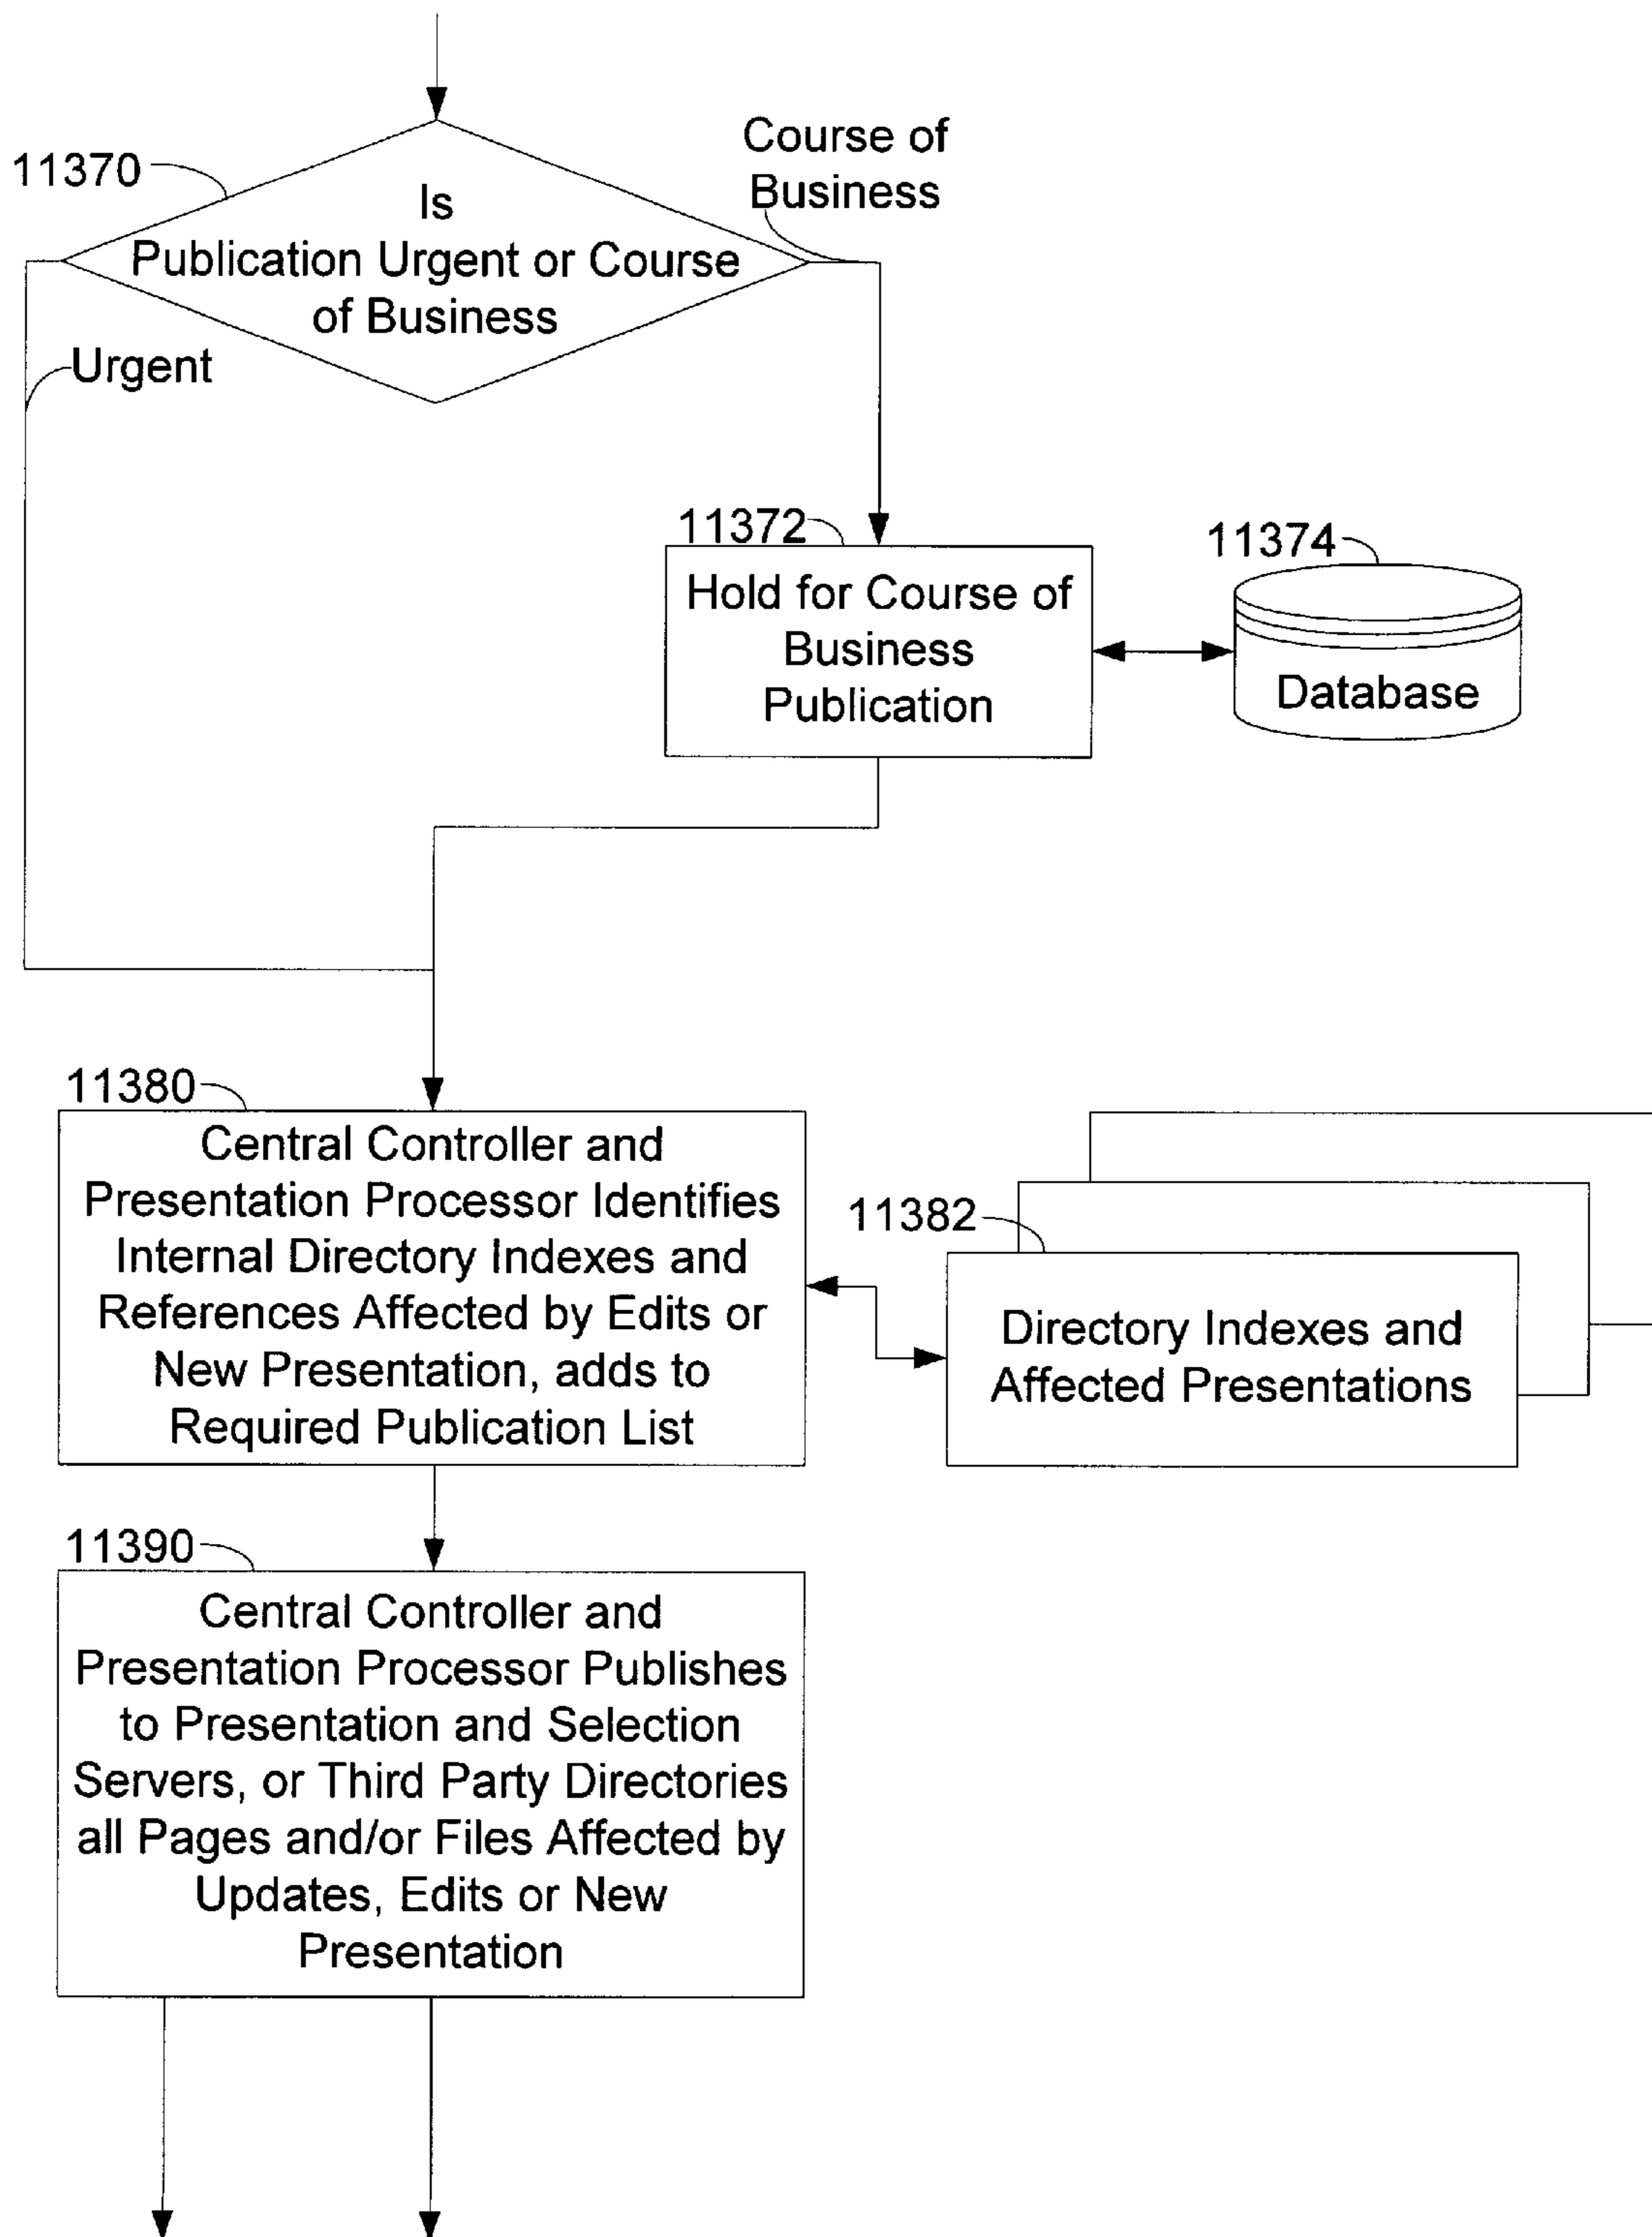 Course of
Business
11370
Is
Publication Urgent or Course
of Business
Urgent
11372
Hold for Course of
Business
Publication
11374
Database
11380
Central Controller and
Presentation Processor Identifies
Internal Directory Indexes and
References Affected by Edits or
New Presentation, adds to
Required Publication List
11382
Directory Indexes and
Affected Presentations
11390
Central Controller and
Presentation Processor Publishes
to Presentation and Selection
Servers, or Third Party Directories
all Pages and/or Files Affected by
Updates, Edits or New
Presentation